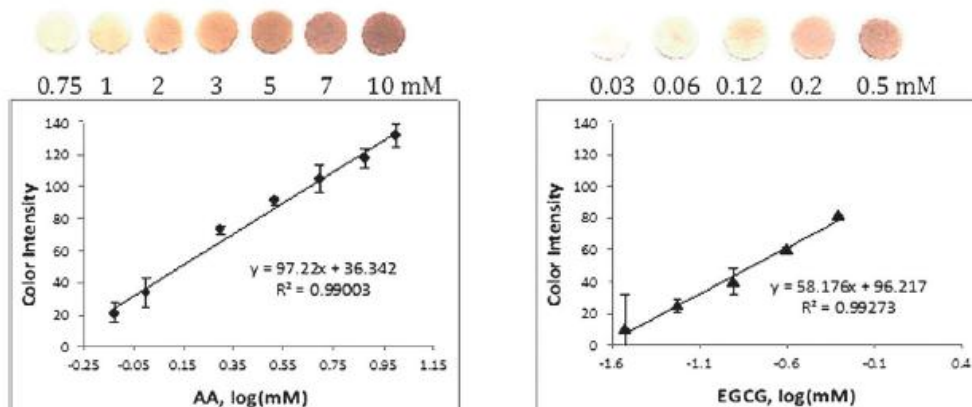 0.75 1 2 3 5 7 10 mM
140
120
100
80
60
40
20
0
Color Intensity
y = 97.22x + 36.342
R² = 0.99003
-0.25 -0.05 0.15 0.35 0.55 0.75 0.95 1.15
AA, log(mM)
0.03 0.06 0.12 0.2 0.5 mM
140
120
100
80
60
40
20
0
Color Intensity
y = 58.176x + 96.217
R² = 0.99273
-1.6 -1.1 -0.6 -0.1 0.4
EGCG, log(mM)